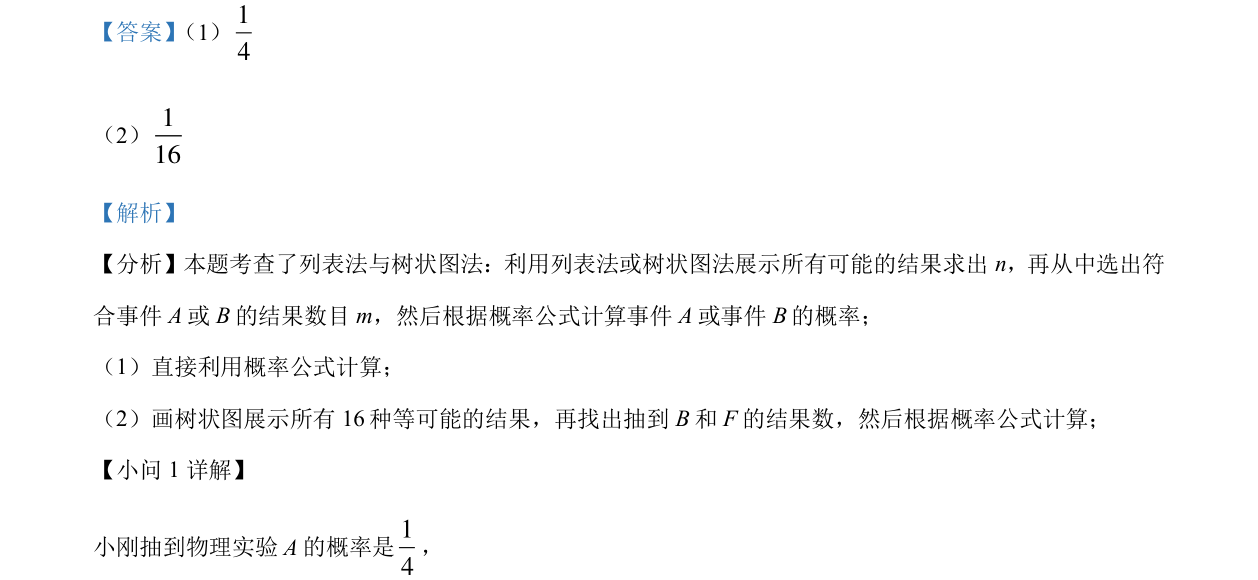 【答案】(1) 1/4
(2) 1/16
【解析】
【分析】本题考查了列表法与树状图法：利用列表法或树状图法展示所有可能的结果求出 n，再从中选出符
合事件 A 或 B 的结果数目 m，然后根据概率公式计算事件 A 或事件 B 的概率；
（1）直接利用概率公式计算；
（2）画树状图展示所有 16 种等可能的结果，再找出抽到 B 和 F 的结果数，然后根据概率公式计算；
【小问 1 详解】
小刚抽到物理实验 A 的概率是 1/4，